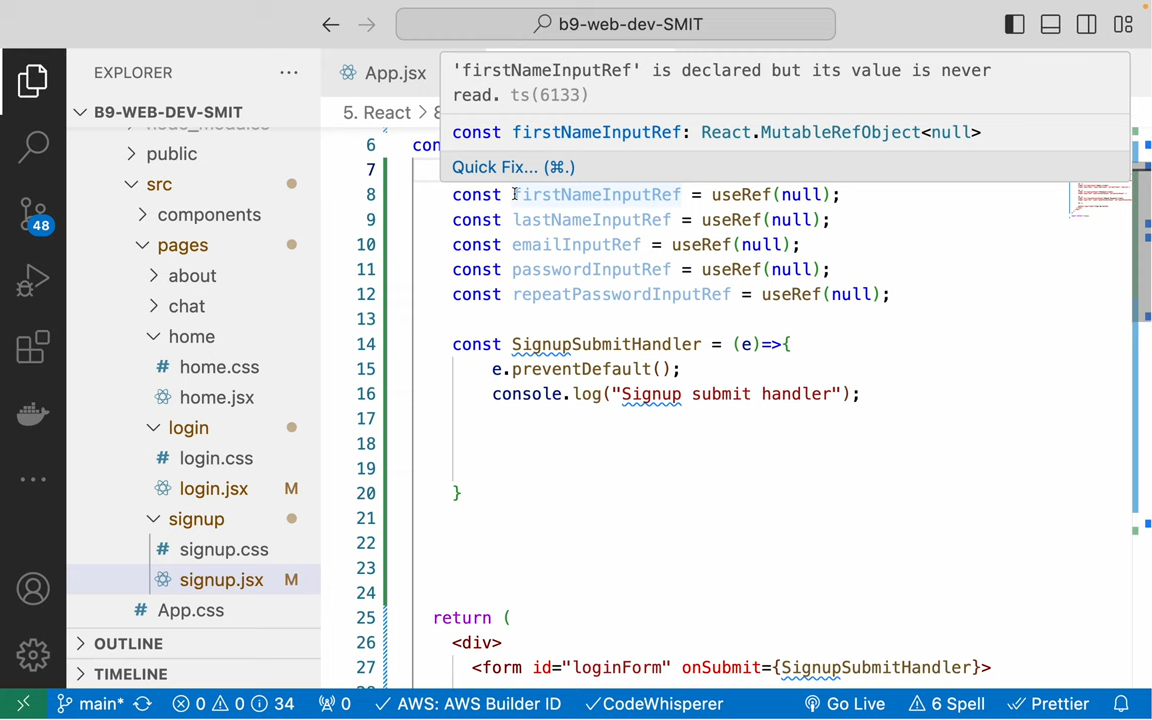 b9-web-dev-SMIT
EXPLORER
App.jsx
'firstNameInputRef' is declared but its value is never
read. ts(6133)
const firstNameInputRef: React.MutableRefObject<null>
Quick Fix... (⌘.)
B9-WEB-DEV-SMIT
node_modules
public
src
components
pages
about
chat
home
home.css
home.jsx
login
login.css
login.jsx M
signup
signup.css
signup.jsx M
App.css
OUTLINE
TIMELINE
48
5. React > 8
6 con
7
8 const firstNameInputRef = useRef(null);
9 const lastNameInputRef = useRef(null);
10 const emailInputRef = useRef(null);
11 const passwordInputRef = useRef(null);
12 const repeatPasswordInputRef = useRef(null);
13
14 const SignupSubmitHandler = (e)=>{
15 e.preventDefault();
16 console.log("Signup submit handler");
17
18
19
20 }
21
22
23
24
25 return (
26 <div>
27 <form id="loginForm" onSubmit={SignupSubmitHandler}>
main* 0 0 34 0 AWS: AWS Builder ID CodeWhisperer Go Live 6 Spell Prettier